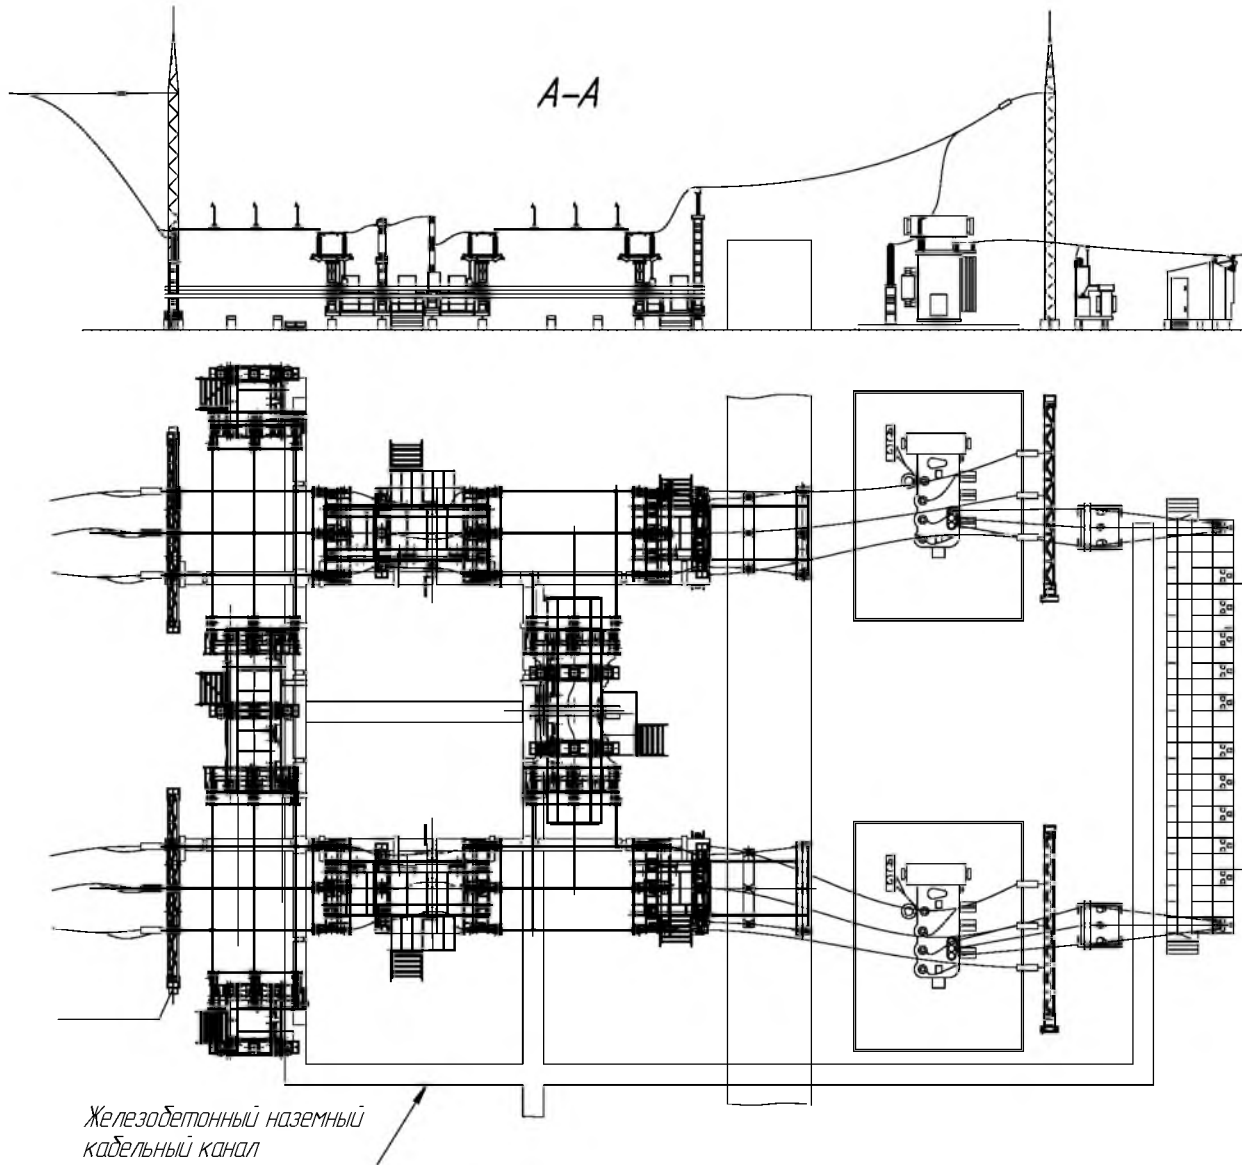 А-А
Железобетонный наземный
кабельный канал